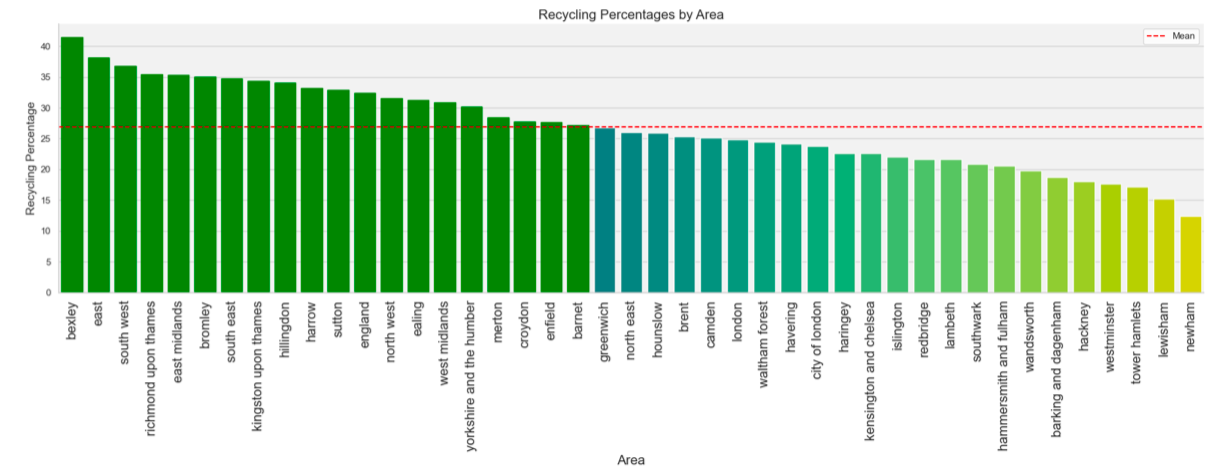 Recycling Percentages by Area
Mean
Recycling Percentage
40
35
30
25
20
15
10
5
0
bexley
east
south west
richmond upon thames
east midlands
bromley
south east
kingston upon thames
hillingdon
harrow
sutton
england
north west
ealing
west midlands
yorkshire and the humber
merton
croydon
enfield
barnet
greenwich
north east
hounslow
brent
camden
london
waltham forest
havering
city of london
haringey
kensington and chelsea
islington
redbridge
lambeth
southwark
hammersmith and fulham
wandsworth
barking and dagenham
hackney
westminster
tower hamlets
lewisham
newham
Area